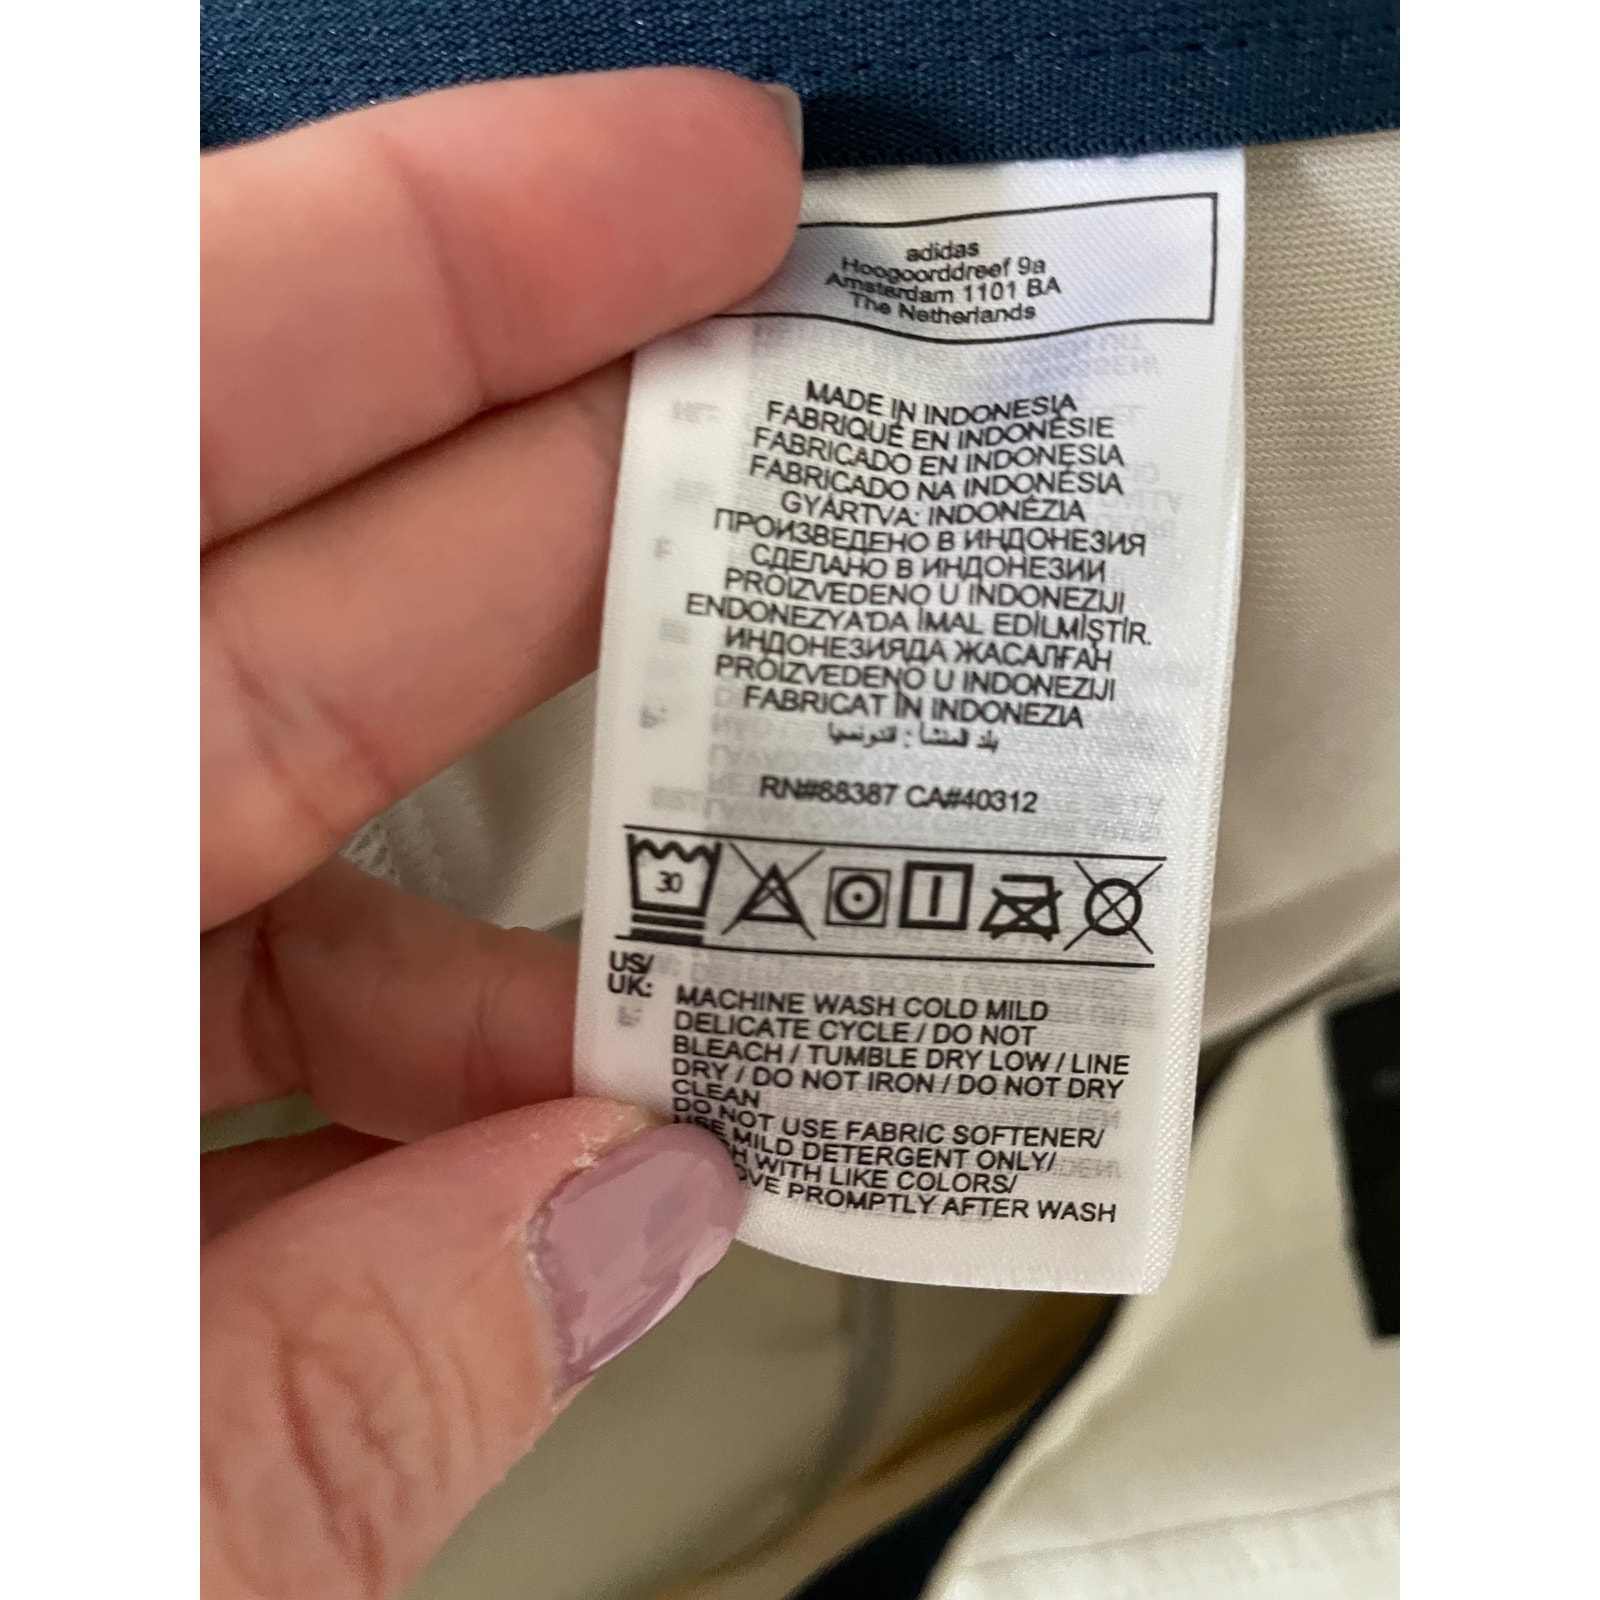 adidas
Hoogoorddreef 9a
Amsterdam 1101 BA
The Netherlands
MADE IN INDONESIA
FABRIQUÉ EN INDONÉSIE
FABRICADO EN INDONESIA
FABRICADO NA INDONÉSIA
GYÁRTVA: INDONÉZIA
ПРОИЗВЕДЕНО В ИНДОНЕЗИЯ
СДЕЛАНО В ИНДОНЕЗИИ
PROIZVEDENO U INDONEZIJI
ENDONEZYA'DA İMAL EDİLMİŞTİR.
ИНДОНЕЗИЯДА ЖАСАЛҒАН
PROIZVEDENO U INDONEZIJI
FABRICAT ÎN INDONEZIA
بلد المنشأ : اندونسيا
RN#88387 CA#40312
30
US/
UK:
MACHINE WASH COLD MILD
DELICATE CYCLE / DO NOT
BLEACH / TUMBLE DRY LOW / LINE
DRY / DO NOT IRON / DO NOT DRY
CLEAN
DO NOT USE FABRIC SOFTENER/
USE MILD DETERGENT ONLY/
WITH LIKE COLORS/
PROMPTLY AFTER WASH